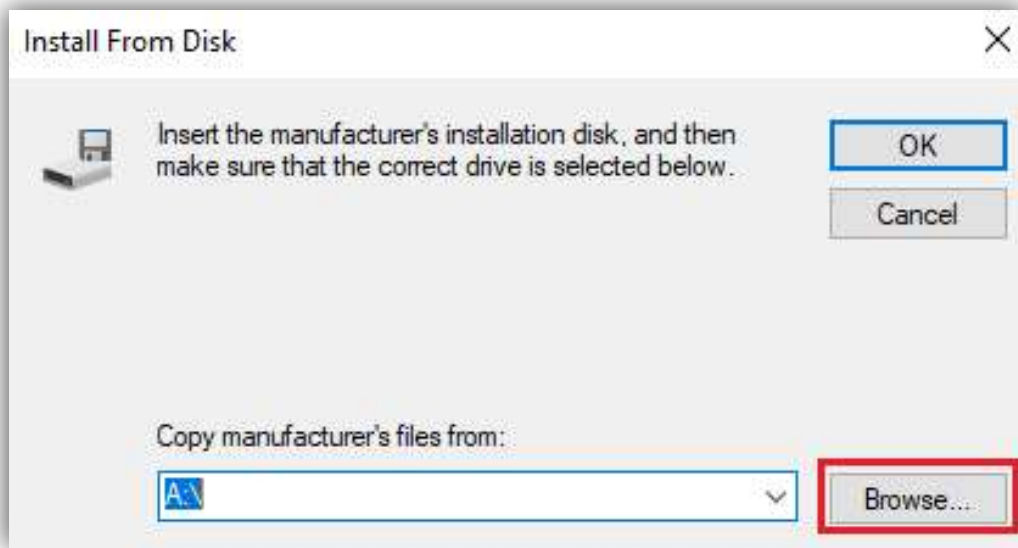 Install From Disk
Insert the manufacturer's installation disk, and then
make sure that the correct drive is selected below.
OK
Cancel
Copy manufacturer's files from:
A:\
Browse...